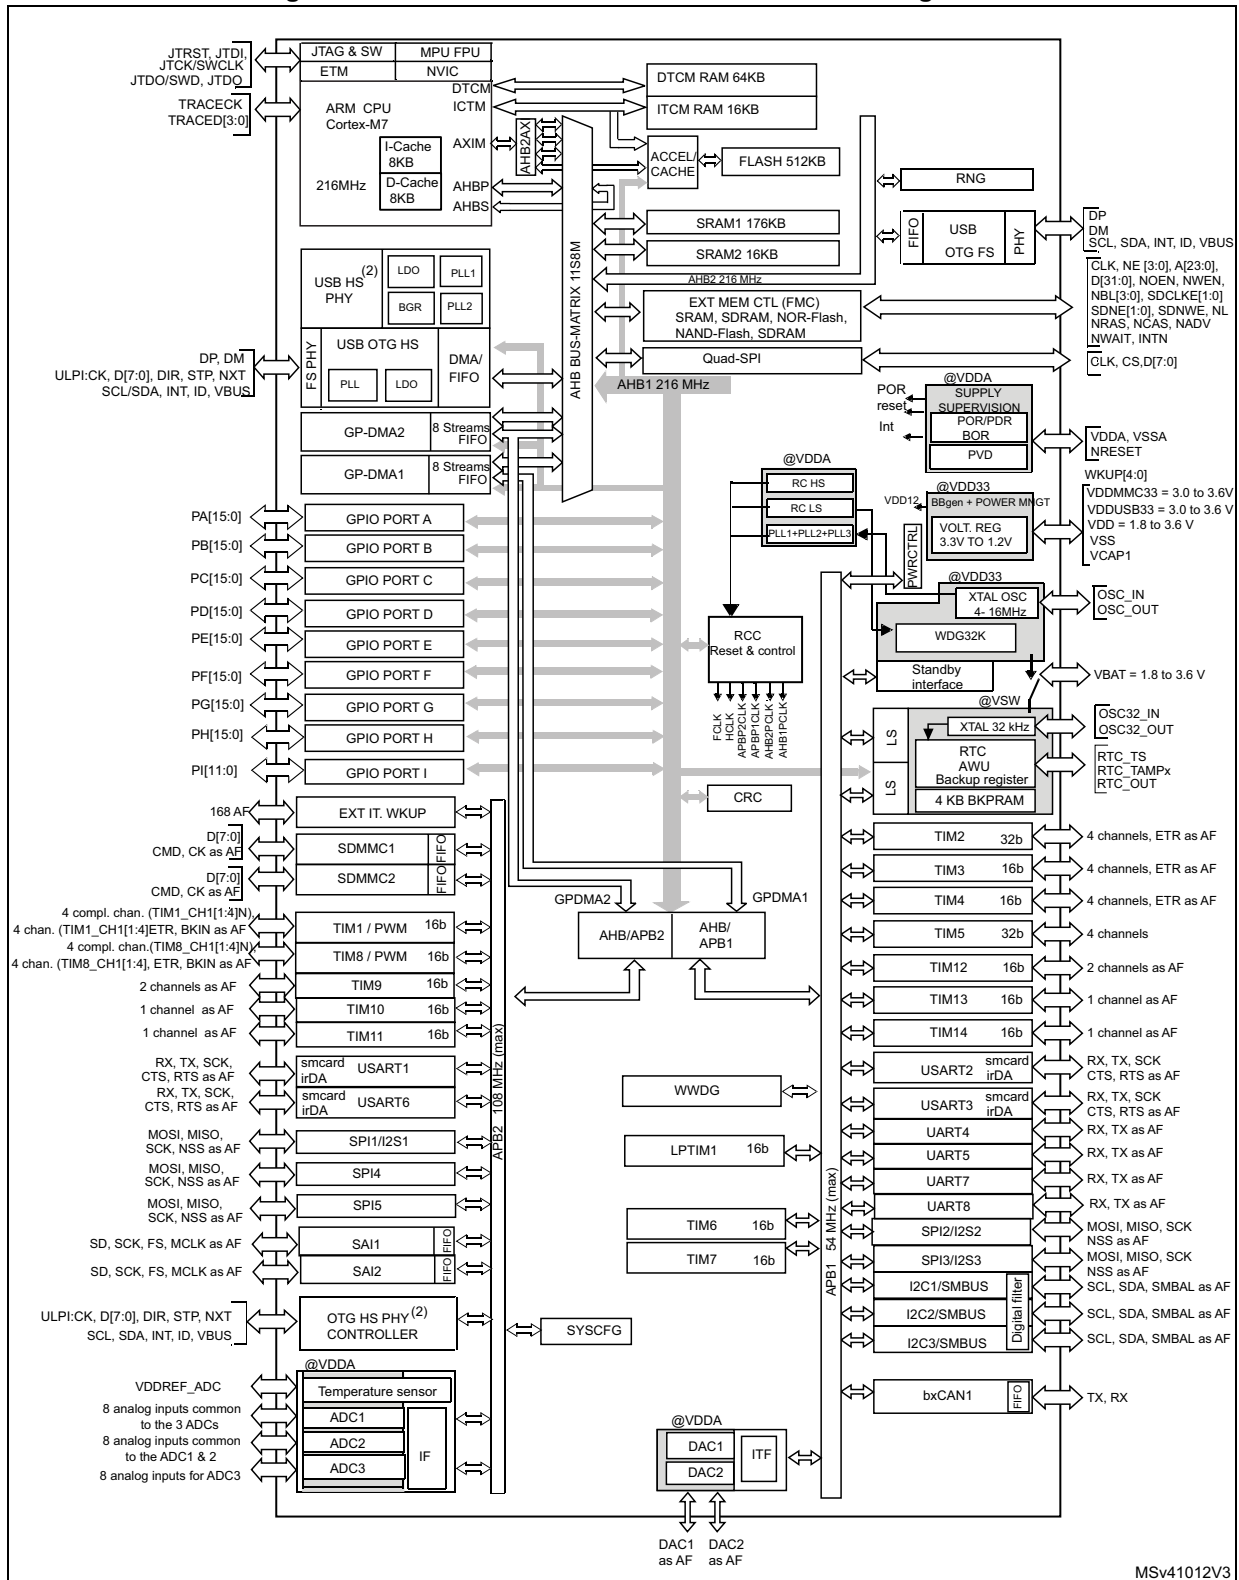 JTRST, JTDI,
JTCK/SWCLK
JTDO/SWD, JTDO
TRACECK
TRACED[3:0]
JTAG & SW
MPU FPU
ETM
NVIC
ARM CPU
Cortex-M7
216MHz
I-Cache
8KB
D-Cache
8KB
DTCM
ICTM
AXIM
AHBP
AHBS
AHB2AX
DTCM RAM 64KB
ITCM RAM 16KB
ACCEL/
CACHE
FLASH 512KB
RNG
SRAM1 176KB
SRAM2 16KB
FIFO
USB
OTG FS
PHY
DP
DM
SCL, SDA, INT, ID, VBUS
AHB2 216 MHz
AHB BUS-MATRIX 11S8M
EXT MEM CTL (FMC)
SRAM, SDRAM, NOR-Flash,
NAND-Flash, SDRAM
CLK, NE [3:0], A[23:0],
D[31:0], NOEN, NWEN,
NBL[3:0], SDCLKE[1:0]
SDNE[1:0], SDNWE, NL
NRAS, NCAS, NADV
NWAIT, INTN
Quad-SPI
CLK, CS,D[7:0]
AHB1 216 MHz
USB HS(2)
PHY
LDO
PLL1
BGR
PLL2
DP, DM
ULPI:CK, D[7:0], DIR, STP, NXT
SCL/SDA, INT, ID, VBUS
FS PHY
USB OTG HS
PLL
LDO
DMA/
FIFO
GP-DMA2
8 Streams
FIFO
GP-DMA1
8 Streams
FIFO
@VDDA
POR
reset
Int
SUPPLY
SUPERVISION
POR/PDR
BOR
PVD
VDDA, VSSA
NRESET
WKUP[4:0]
@VDDA
RC HS
RC LS
PLL1+PLL2+PLL3
@VDD33
VDD12
BBgen + POWER MNGT
VOLT. REG
3.3V TO 1.2V
PWRCTRL
VDDMMC33 = 3.0 to 3.6V
VDDUSB33 = 3.0 to 3.6 V
VDD = 1.8 to 3.6 V
VSS
VCAP1
@VDD33
XTAL OSC
4- 16MHz
WDG32K
OSC_IN
OSC_OUT
Standby
interface
VBAT = 1.8 to 3.6 V
RCC
Reset & control
FCLK
HCLK
APBP2CLK
APBP1CLK
AHB2PCLK
AHB1PCLK
@VSW
LS
LS
XTAL 32 kHz
RTC
AWU
Backup register
4 KB BKPRAM
OSC32_IN
OSC32_OUT
RTC_TS
RTC_TAMPx
RTC_OUT
CRC
PA[15:0]
GPIO PORT A
PB[15:0]
GPIO PORT B
PC[15:0]
GPIO PORT C
PD[15:0]
GPIO PORT D
PE[15:0]
GPIO PORT E
PF[15:0]
GPIO PORT F
PG[15:0]
GPIO PORT G
PH[15:0]
GPIO PORT H
PI[11:0]
GPIO PORT I
168 AF
EXT IT. WKUP
D[7:0]
CMD, CK as AF
SDMMC1
FIFO
D[7:0]
CMD, CK as AF
SDMMC2
FIFO
GPDMA2
GPDMA1
AHB/APB2
AHB/
APB1
4 compl. chan. (TIM1_CH1[1:4]N),
4 chan. (TIM1_CH1[1:4]ETR, BKIN as AF
TIM1 / PWM 16b
4 compl. chan.(TIM8_CH1[1:4]N),
4 chan. (TIM8_CH1[1:4], ETR, BKIN as AF
TIM8 / PWM 16b
2 channels as AF
TIM9 16b
1 channel as AF
TIM10 16b
1 channel as AF
TIM11 16b
RX, TX, SCK,
CTS, RTS as AF
smcard
irDA
USART1
RX, TX, SCK,
CTS, RTS as AF
smcard
irDA
USART6
MOSI, MISO,
SCK, NSS as AF
SPI1/I2S1
MOSI, MISO,
SCK, NSS as AF
SPI4
MOSI, MISO,
SCK, NSS as AF
SPI5
SD, SCK, FS, MCLK as AF
SAI1
FIFO
SD, SCK, FS, MCLK as AF
SAI2
FIFO
ULPI:CK, D[7:0], DIR, STP, NXT
SCL, SDA, INT, ID, VBUS
OTG HS PHY(2)
CONTROLLER
SYSCFG
APB2 108 MHz (max)
@VDDA
VDDREF_ADC
Temperature sensor
8 analog inputs common
to the 3 ADCs
ADC1
8 analog inputs common
to the ADC1 & 2
ADC2
8 analog inputs for ADC3
ADC3
IF
WWDG
LPTIM1 16b
TIM6 16b
TIM7 16b
@VDDA
DAC1
DAC2
ITF
DAC1
as AF
DAC2
as AF
APB1 54 MHz (max)
TIM2 32b
4 channels, ETR as AF
TIM3 16b
4 channels, ETR as AF
TIM4 16b
4 channels, ETR as AF
TIM5 32b
4 channels
TIM12 16b
2 channels as AF
TIM13 16b
1 channel as AF
TIM14 16b
1 channel as AF
USART2
smcard
irDA
RX, TX, SCK
CTS, RTS as AF
USART3
smcard
irDA
RX, TX, SCK
CTS, RTS as AF
UART4
RX, TX as AF
UART5
RX, TX as AF
UART7
RX, TX as AF
UART8
RX, TX as AF
SPI2/I2S2
MOSI, MISO, SCK
NSS as AF
SPI3/I2S3
MOSI, MISO, SCK
NSS as AF
I2C1/SMBUS
SCL, SDA, SMBAL as AF
I2C2/SMBUS
SCL, SDA, SMBAL as AF
I2C3/SMBUS
SCL, SDA, SMBAL as AF
Digital filter
bxCAN1
FIFO
TX, RX
MSv41012V3